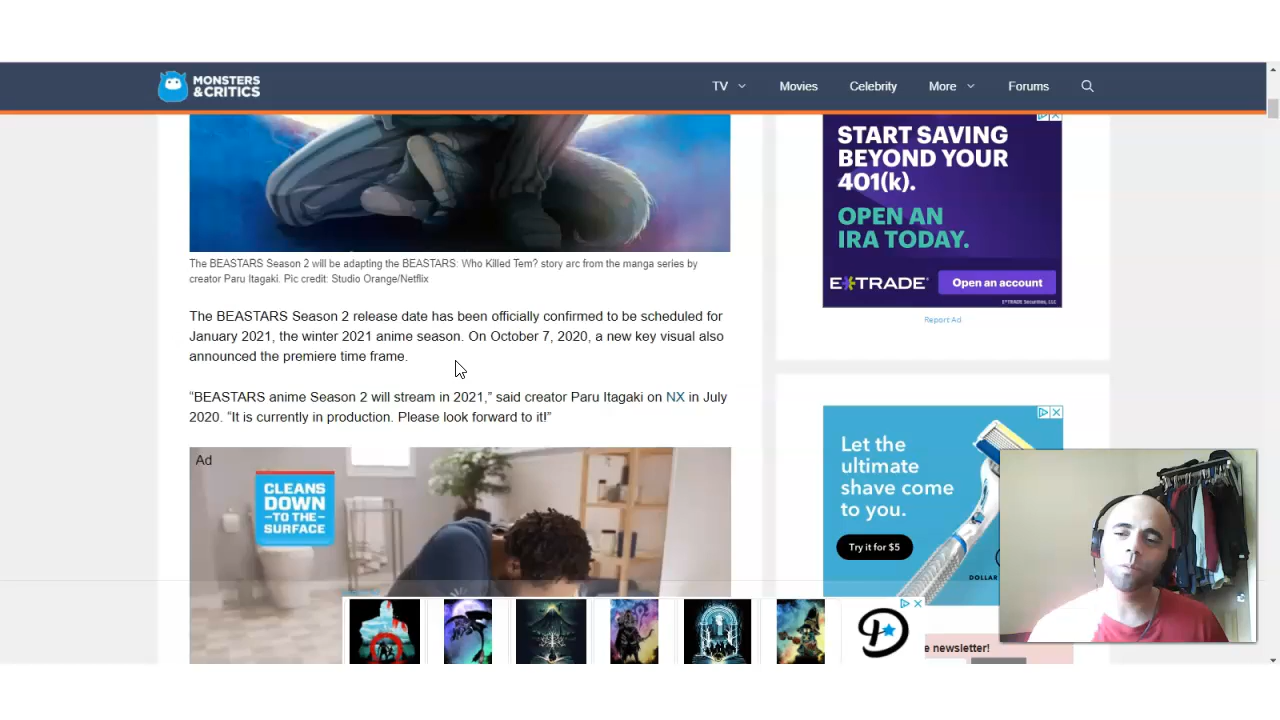 MONSTERS
& CRITICS
TV
Movies
Celebrity
More
Forums
The BEASTARS Season 2 will be adapting the BEASTARS: Who Killed Tem? story arc from the manga series by
creator Paru Itagaki. Pic credit: Studio Orange/Netflix
The BEASTARS Season 2 release date has been officially confirmed to be scheduled for
January 2021, the winter 2021 anime season. On October 7, 2020, a new key visual also
announced the premiere time frame.
“BEASTARS anime Season 2 will stream in 2021,” said creator Paru Itagaki on NX in July
2020. “It is currently in production. Please look forward to it!”
Ad
CLEANS
DOWN
-TO THE-
SURFACE
START SAVING
BEYOND YOUR
401(k).
OPEN AN
IRA TODAY.
E*TRADE®
Open an account
E*TRADE Securities, LLC
Report Ad
Let the
ultimate
shave come
to you.
Try it for $5
DOLLAR
D
e newsletter!